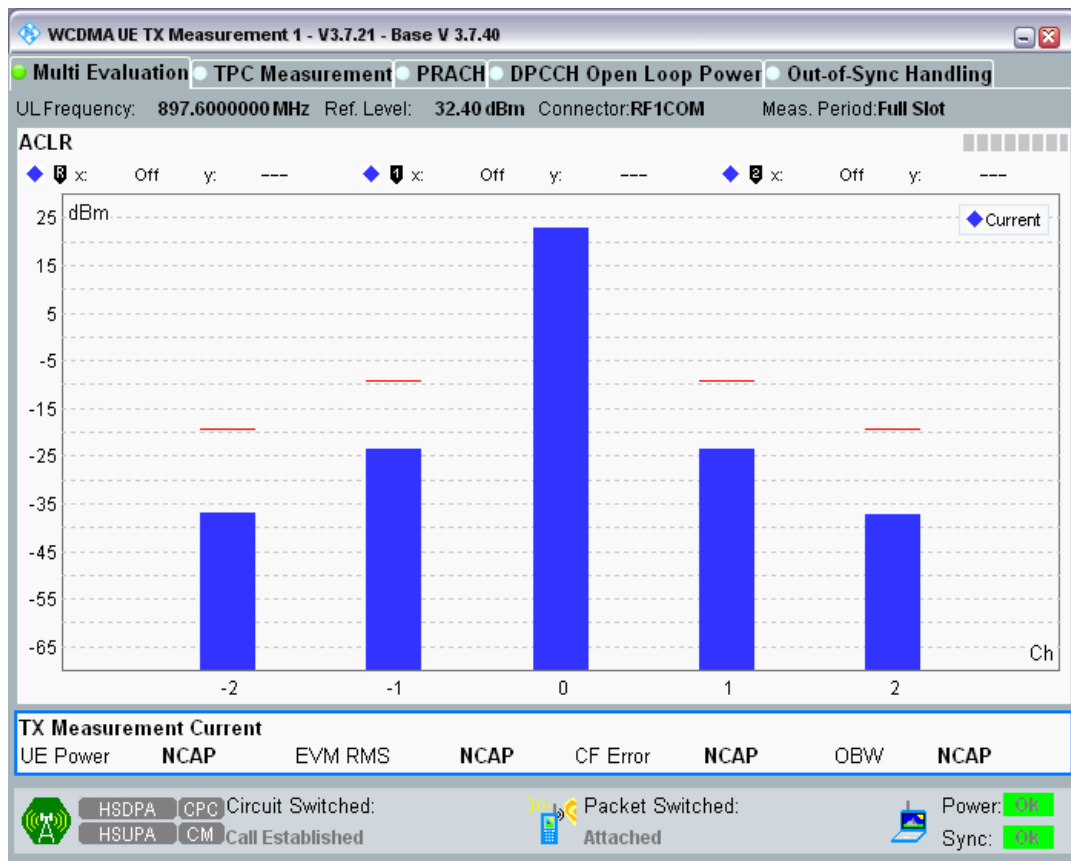 WCDMA UE TX Measurement 1 - V3.7.21 - Base V 3.7.40
Multi Evaluation TPC Measurement PRACH DPCCH Open Loop Power Out-of-Sync Handling
UL Frequency: 897.6000000 MHz Ref. Level: 32.40 dBm Connector:RF1COM Meas. Period:Full Slot
ACLR
R x: Off y: --- 1 x: Off y: --- 2 x: Off y: ---
dBm
Current
25
15
5
-5
-15
-25
-35
-45
-55
-65
Ch
-2 -1 0 1 2
TX Measurement Current
UE Power NCAP EVM RMS NCAP CF Error NCAP OBW NCAP
HSDPA CPC Circuit Switched: Packet Switched: Power: OK
HSUPA CM Call Established Attached Sync: OK